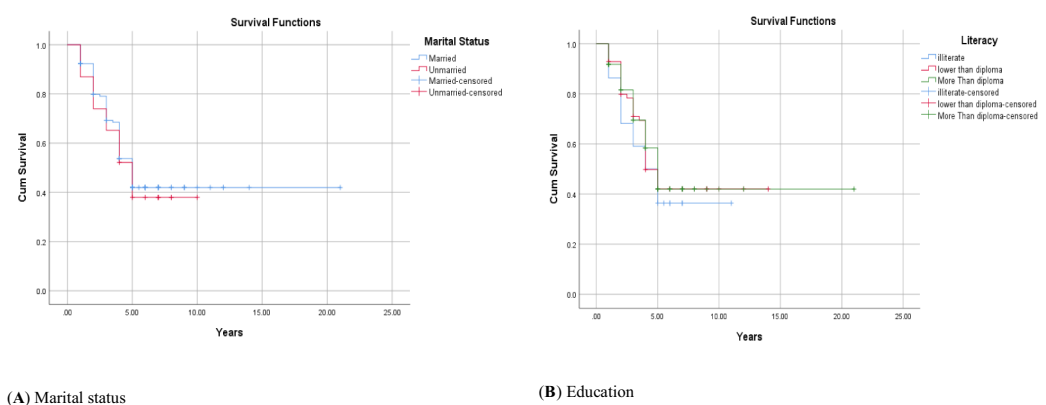 Survival Functions
Marital Status
Married
Unmarried
Married-censored
Unmarried-censored
1.0
0.8
0.6
0.4
0.2
0.0
Cum Survival
.00 5.00 10.00 15.00 20.00 25.00
Years
(A) Marital status
Survival Functions
Literacy
illiterate
lower than diploma
More Than diploma
illiterate-censored
lower than diploma-censored
More Than diploma-censored
1.0
0.8
0.6
0.4
0.2
0.0
Cum Survival
.00 5.00 10.00 15.00 20.00 25.00
Years
(B) Education